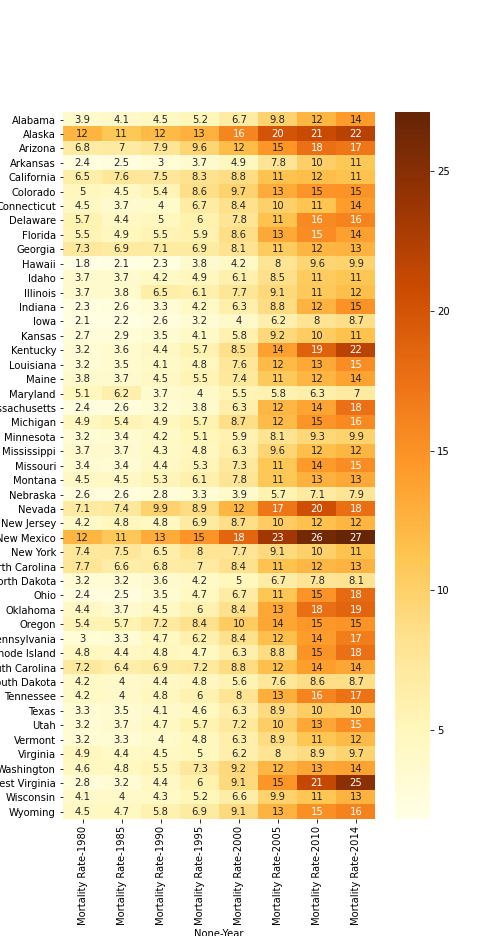 Alabama 3.9 4.1 4.5 5.2 6.7 9.8 12 14
Alaska 12 11 12 13 16 20 21 22
Arizona 6.8 7 7.9 9.6 12 15 18 17
Arkansas 2.4 2.5 3 3.7 4.9 7.8 10 11
California 6.5 7.6 7.5 8.3 8.8 11 12 11
Colorado 5 4.5 5.4 8.6 9.7 13 15 15
Connecticut 4.5 3.7 4 6.7 8.4 10 11 14
Delaware 5.7 4.4 5 6 7.8 11 16 16
Florida 5.5 4.9 5.5 5.9 8.6 13 15 14
Georgia 7.3 6.9 7.1 6.9 8.1 11 12 13
Hawaii 1.8 2.1 2.3 3.8 4.2 8 9.6 9.9
Idaho 3.7 3.7 4.2 4.9 6.1 8.5 11 11
Illinois 3.7 3.8 6.5 6.1 7.7 9.1 11 12
Indiana 2.3 2.6 3.3 4.2 6.3 8.8 12 15
Iowa 2.1 2.2 2.6 3.2 4 6.2 8 8.7
Kansas 2.7 2.9 3.5 4.1 5.8 9.2 10 11
Kentucky 3.2 3.6 4.4 5.7 8.5 14 19 22
Louisiana 3.2 3.5 4.1 4.8 7.6 12 13 15
Maine 3.8 3.7 4.5 5.5 7.4 11 12 14
Maryland 5.1 6.2 3.7 4 5.5 5.8 6.3 7
ssachusetts 2.4 2.6 3.2 3.8 6.3 12 14 18
Michigan 4.9 5.4 4.9 5.7 8.7 12 15 16
Minnesota 3.2 3.4 4.2 5.1 5.9 8.1 9.3 9.9
Mississippi 3.7 3.7 4.3 4.8 6.3 9.6 12 12
Missouri 3.4 3.4 4.4 5.3 7.3 11 14 15
Montana 4.5 4.5 5.3 6.1 7.8 11 13 13
Nebraska 2.6 2.6 2.8 3.3 3.9 5.7 7.1 7.9
Nevada 7.1 7.4 9.9 8.9 12 17 20 18
New Jersey 4.2 4.8 4.8 6.9 8.7 10 12 12
New Mexico 12 11 13 15 18 23 26 27
New York 7.4 7.5 6.5 8 7.7 9.1 10 11
rth Carolina 7.7 6.6 6.8 7 8.4 11 12 13
orth Dakota 3.2 3.2 3.6 4.2 5 6.7 7.8 8.1
Ohio 2.4 2.5 3.5 4.7 6.7 11 15 18
Oklahoma 4.4 3.7 4.5 6 8.4 13 18 19
Oregon 5.4 5.7 7.2 8.4 10 14 15 15
ennsylvania 3 3.3 4.7 6.2 8.4 12 14 17
hode Island 4.8 4.4 4.8 4.7 6.3 8.8 15 18
uth Carolina 7.2 6.4 6.9 7.2 8.8 12 14 14
outh Dakota 4.2 4 4.4 4.8 5.6 7.6 8.6 8.7
Tennessee 4.2 4 4.8 6 8 13 16 17
Texas 3.3 3.5 4.1 4.6 6.3 8.9 10 10
Utah 3.2 3.7 4.7 5.7 7.2 10 13 15
Vermont 3.2 3.3 4 4.8 6.3 8.9 11 12
Virginia 4.9 4.4 4.5 5 6.2 8 8.9 9.7
Washington 4.6 4.8 5.5 7.3 9.2 12 13 14
est Virginia 2.8 3.2 4.4 6 9.1 15 21 25
Wisconsin 4.1 4 4.3 5.2 6.6 9.9 11 13
Wyoming 4.5 4.7 5.8 6.9 9.1 13 15 16
Mortality Rate-1980
Mortality Rate-1985
Mortality Rate-1990
Mortality Rate-1995
Mortality Rate-2000
Mortality Rate-2005
Mortality Rate-2010
Mortality Rate-2014
None-Year
25
20
15
10
5